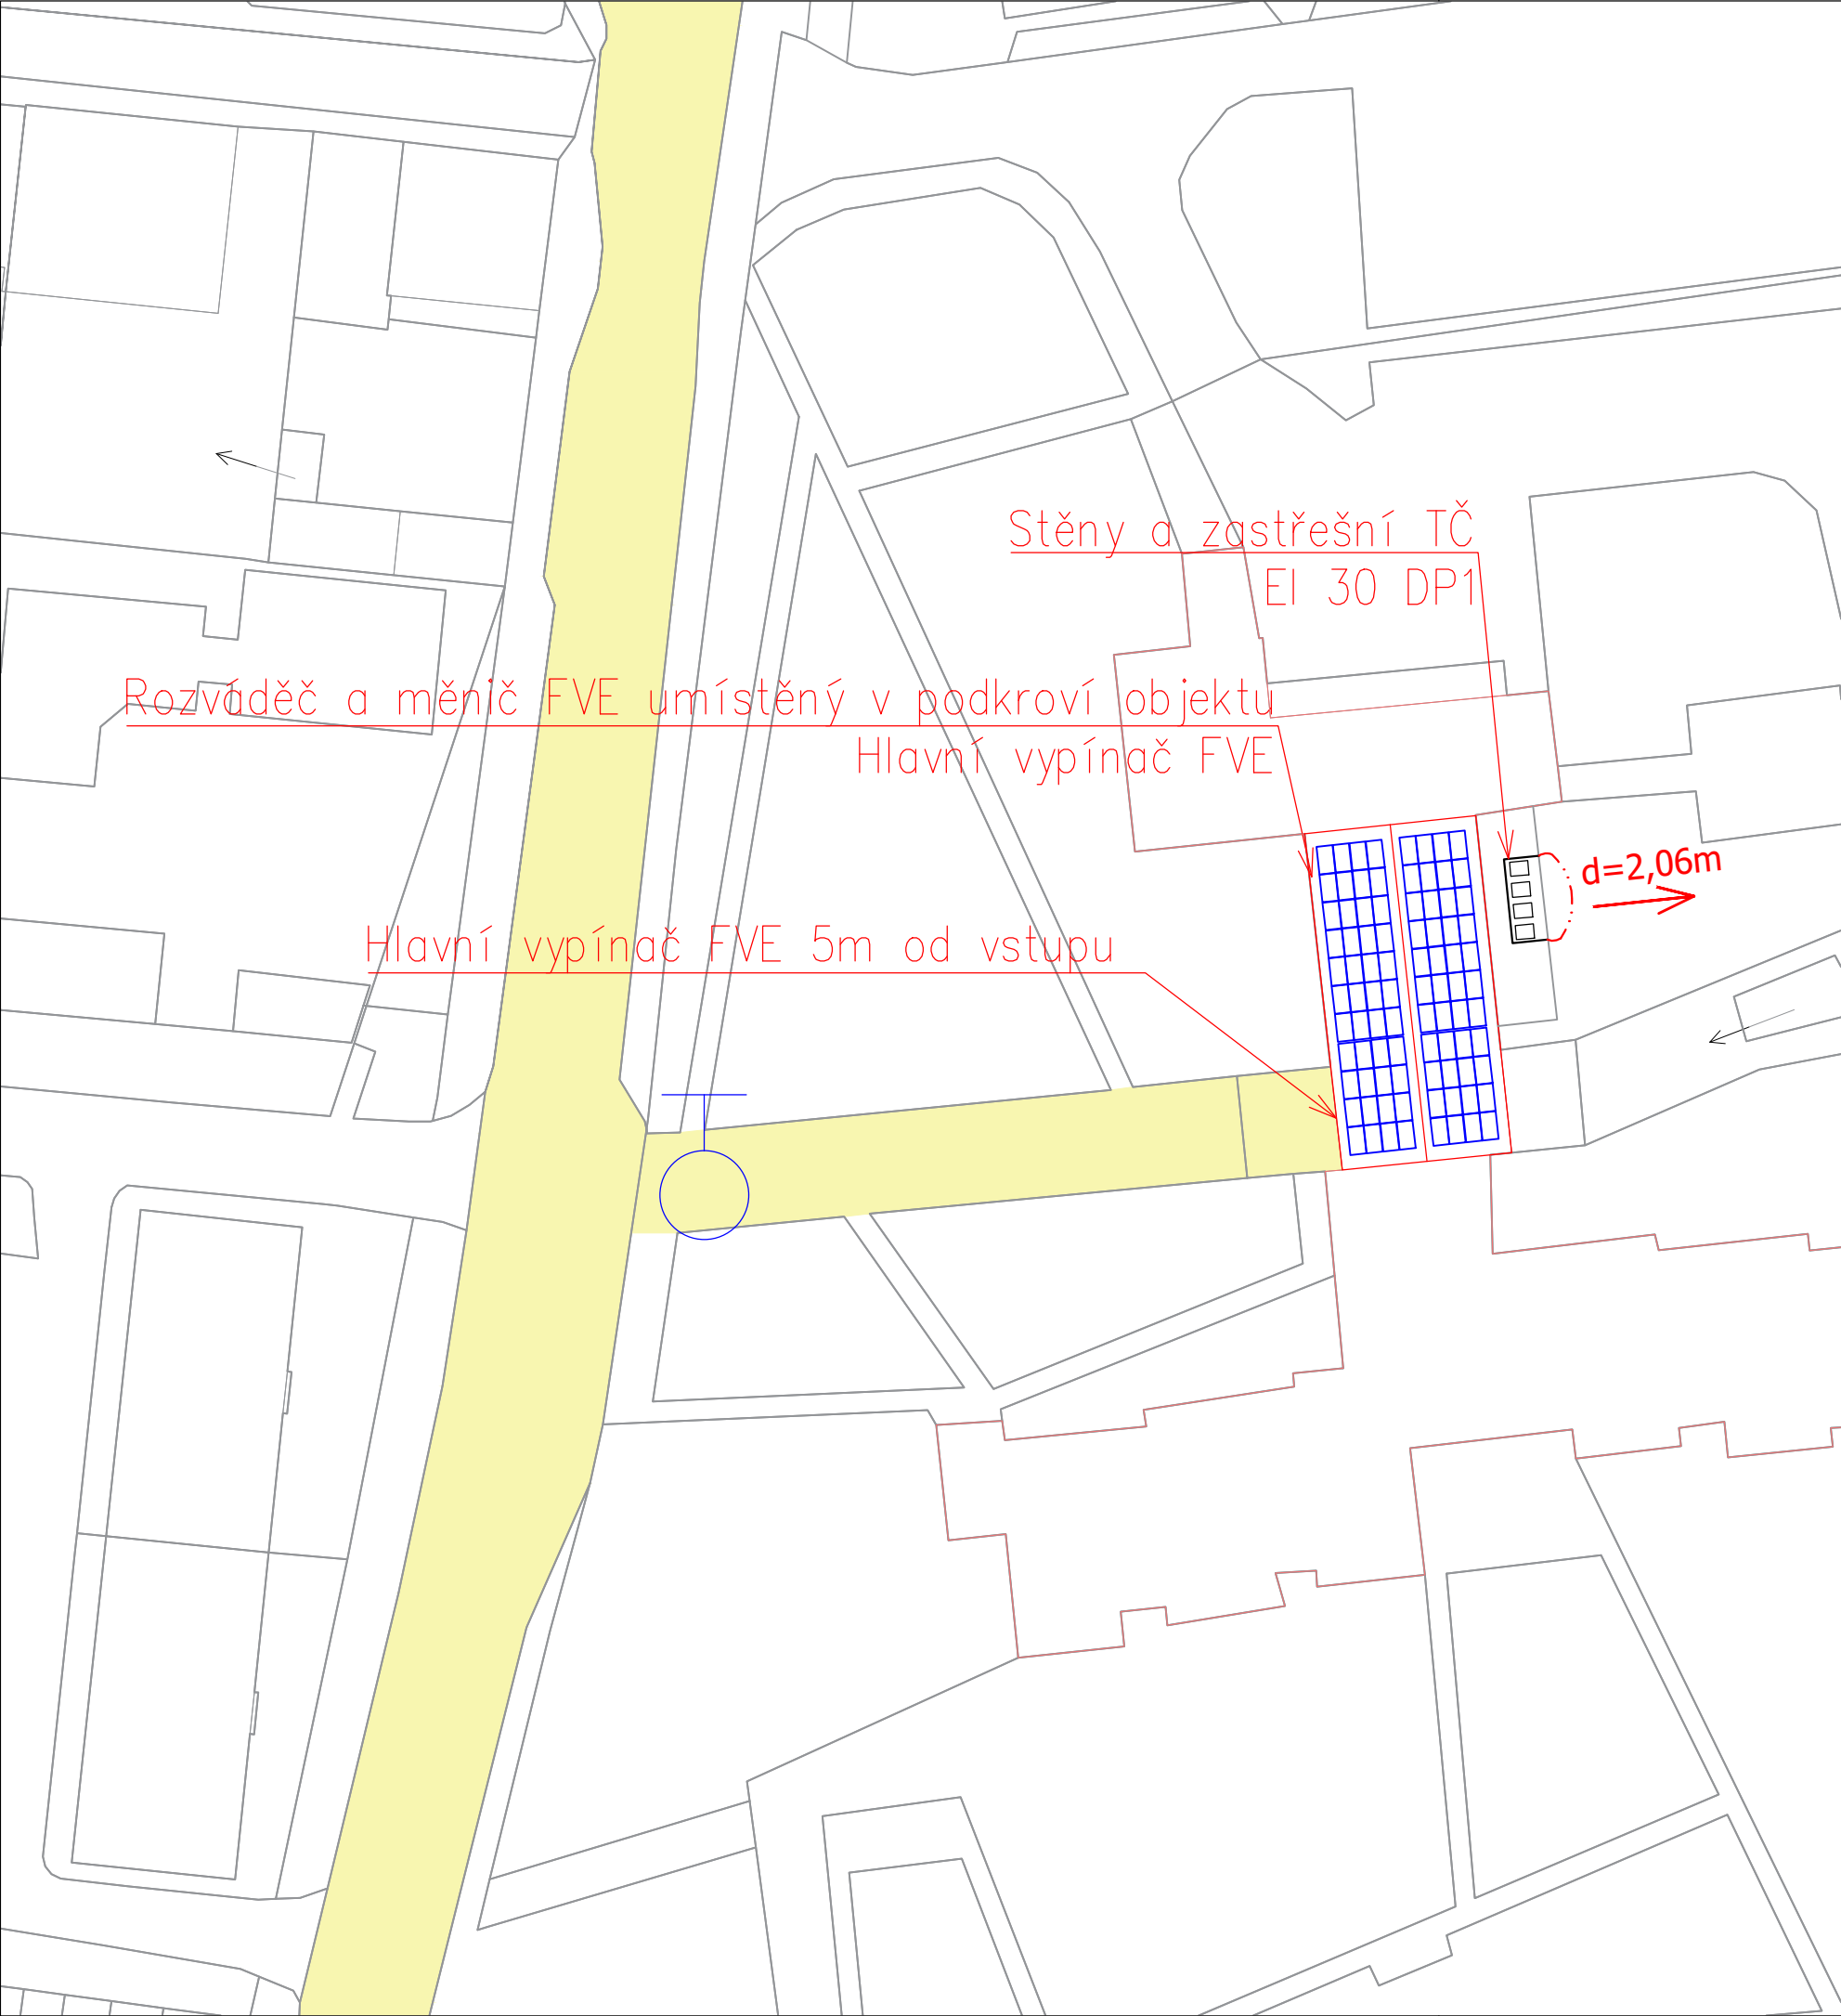 Stěny a zastřešní TČ
EI 30 DP1
Rozváděč a měnič FVE umístěný v podkroví objektu
Hlavní vypínač FVE
d=2,06m
Hlavní vypínač FVE 5m od vstupu